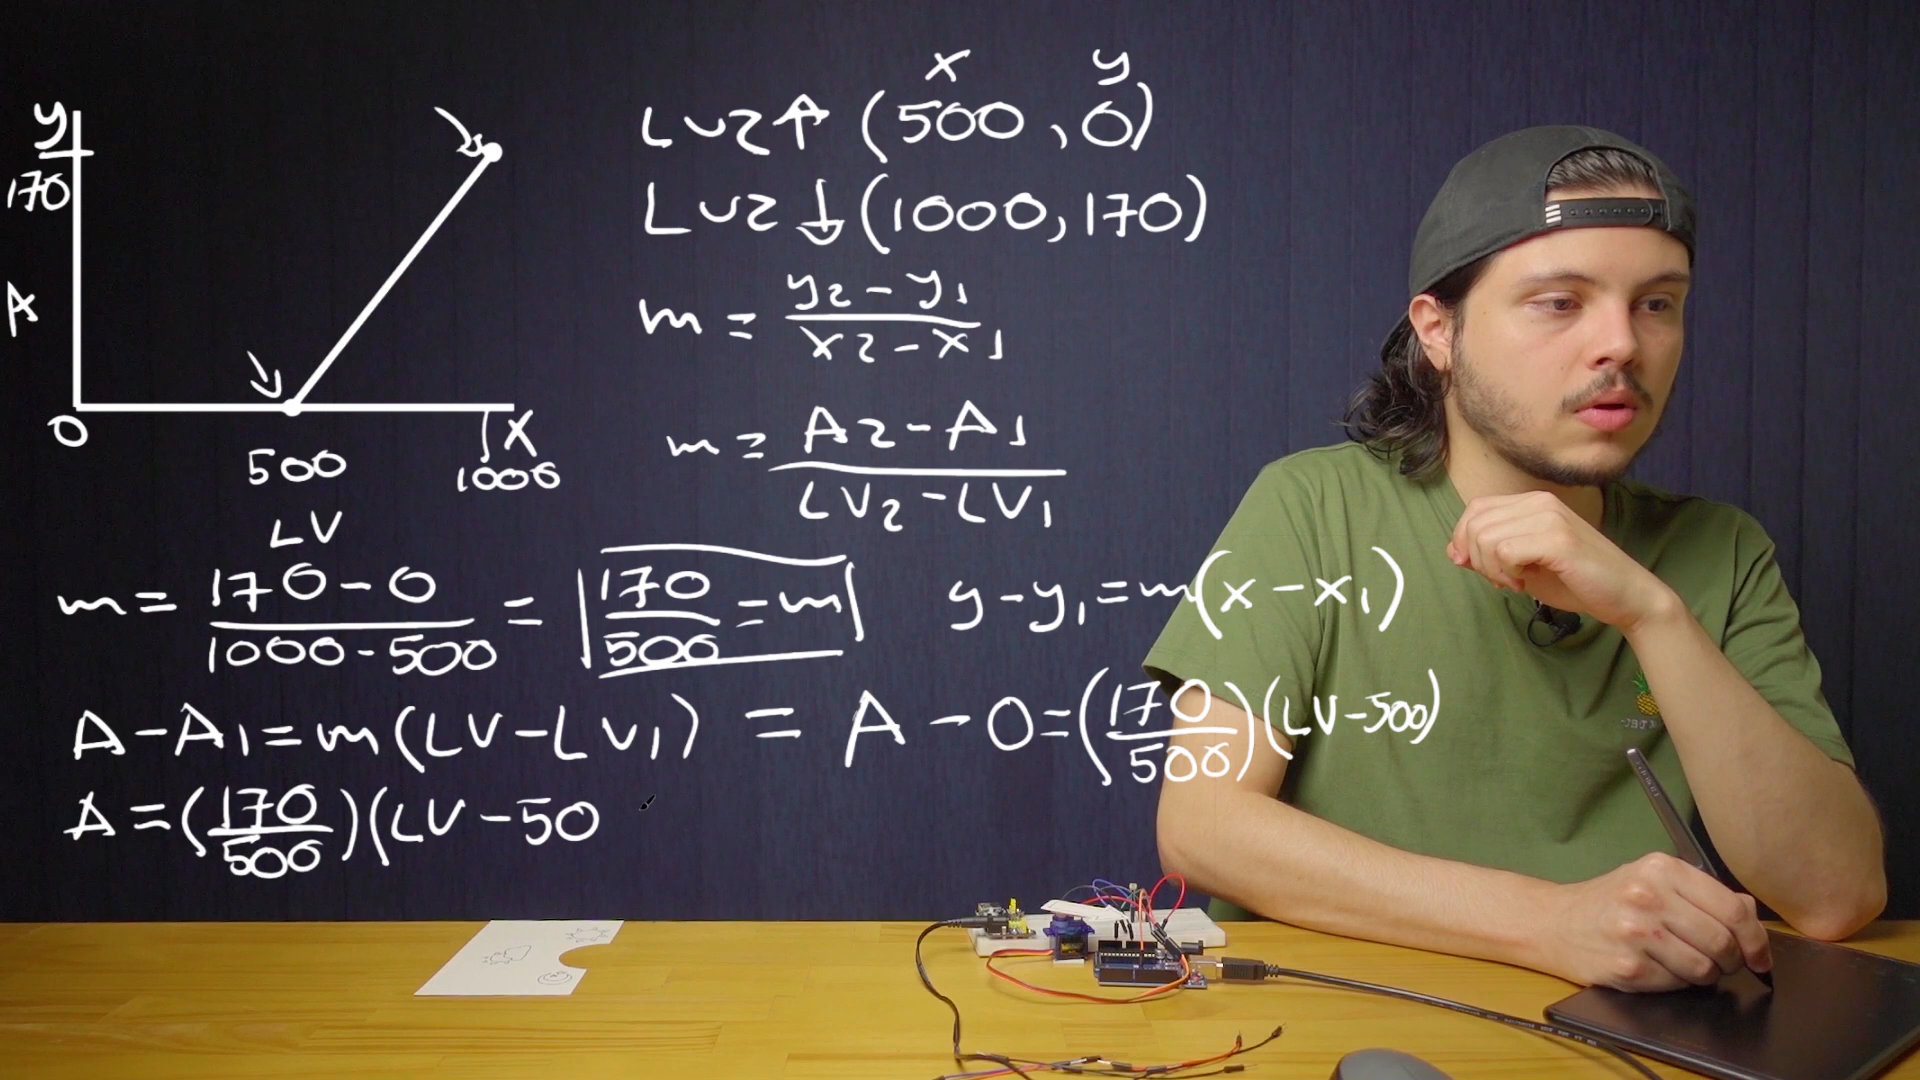 y
170
A
0
500
x
1000
LV
x y
LUZ↑ (500, 0)
LUZ↓ (1000, 170)
m = y2 - y1 / x2 - x1
m = A2 - A1 / LV2 - LV1
m = 170 - 0 / 1000 - 500 = |170/500 = m|
y - y1 = m(x - x1)
A - A1 = m(LV - LV1) = A - 0 = (170/500)(LV - 500)
A = (170/500)(LV - 50